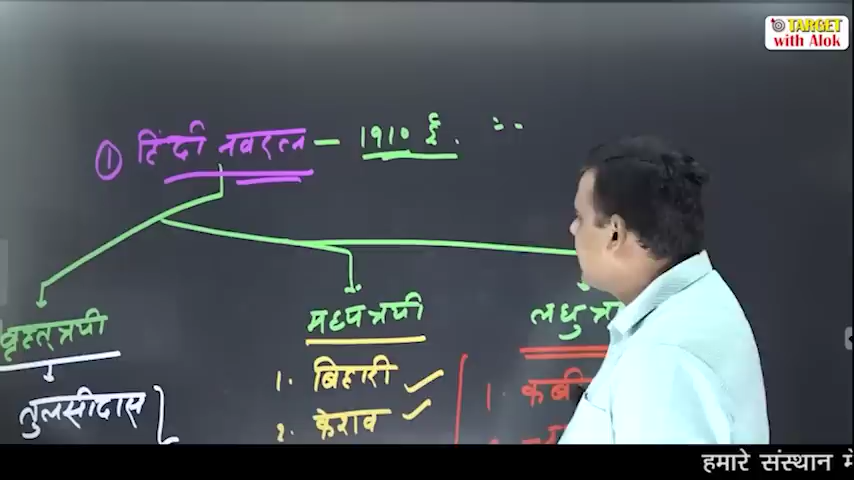 TARGET
with Alok
① हिंदी नवरत्न — 1910 ई.
वृहत्त्रयी
मध्यत्रयी
लघुत्र
तुलसीदास
1. बिहारी
2. केशव
1. कबी
हमारे संस्थान में